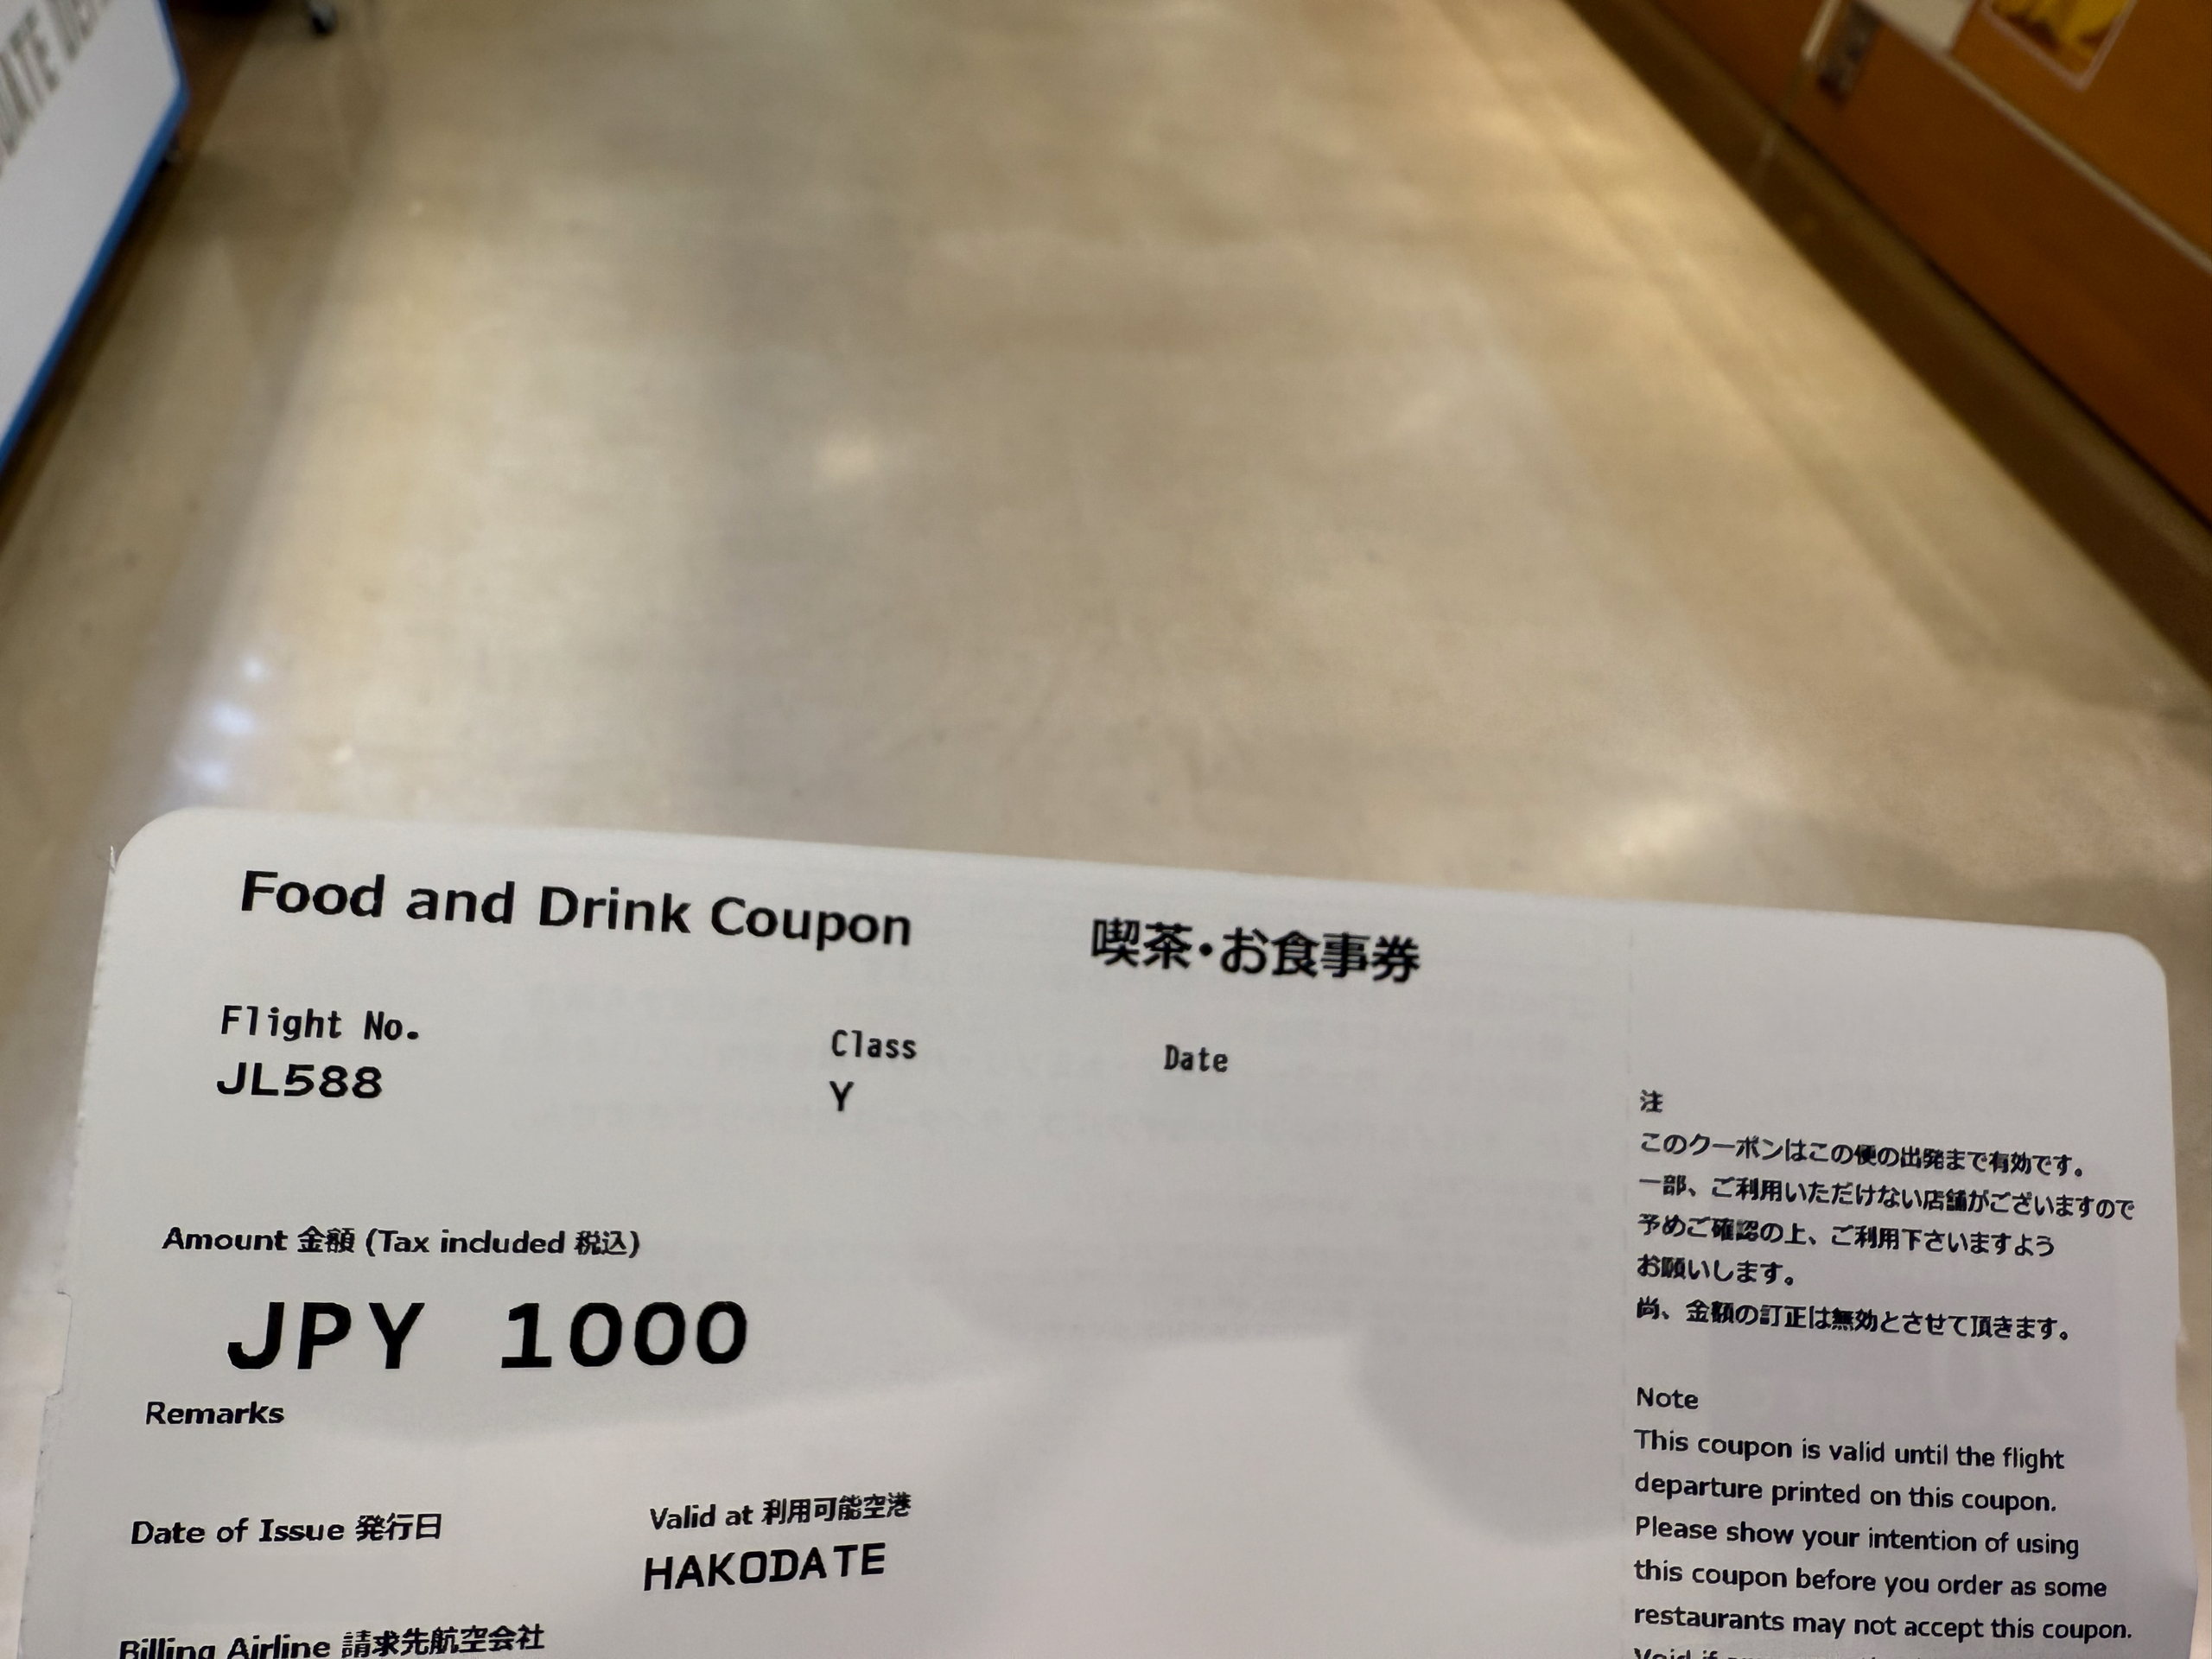 Food and Drink Coupon
喫茶・お食事券
Flight No.
JL588
Class
Y
Date
Amount 金額 (Tax included 税込)
JPY 1000
Remarks
Date of Issue 発行日
Valid at 利用可能空港
HAKODATE
Billing Airline 請求先航空会社
注
このクーポンはこの便の出発まで有効です。
一部、ご利用いただけない店舗がございますので
予めご確認の上、ご利用下さいますよう
お願いします。
尚、金額の訂正は無効とさせて頂きます。
Note
This coupon is valid until the flight
departure printed on this coupon.
Please show your intention of using
this coupon before you order as some
restaurants may not accept this coupon.
Void if